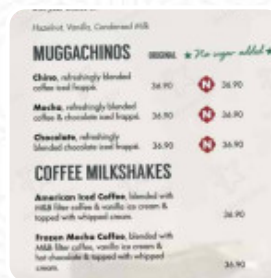 Hazelnut, Vanilla, Condensed Milk
MUGGACHINOS ORIGINAL ★ No sugar added ★
Chino, refreshingly blended
coffee iced frappé. 36.90 N 36.90
Mocha, refreshingly blended
coffee & chocolate iced frappé. 36.90 N 36.90
Chocolate, refreshingly
blended chocolate iced frappé. 36.90 N 36.90
COFFEE MILKSHAKES
American Iced Coffee, blended with
M&B filter coffee & vanilla ice cream &
topped with whipped cream. 36.90
Frozen Mocha Coffee, blended with
M&B filter coffee, vanilla ice cream &
hot chocolate & topped with whipped
cream. 36.90